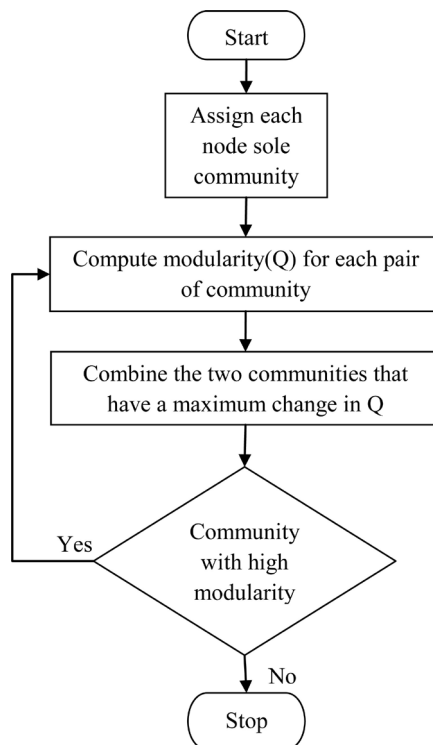 Start
Assign each
node sole
community
Compute modularity(Q) for each pair
of community
Combine the two communities that
have a maximum change in Q
Yes
Community
with high
modularity
No
Stop